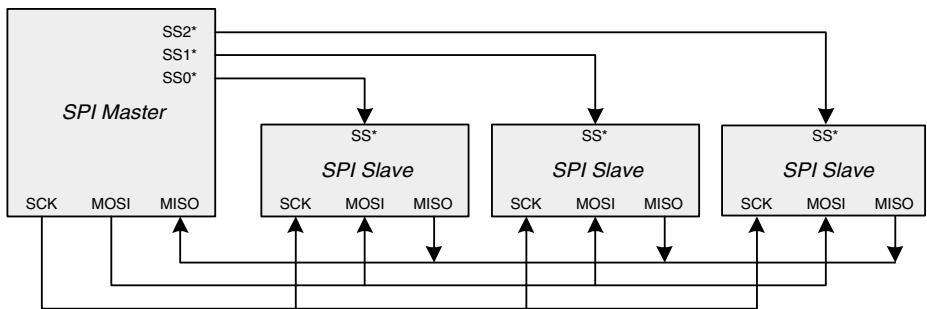 SS2*
SS1*
SS0*
SPI Master
SCK MOSI MISO
SS*
SPI Slave
SCK MOSI MISO
SS*
SPI Slave
SCK MOSI MISO
SS*
SPI Slave
SCK MOSI MISO